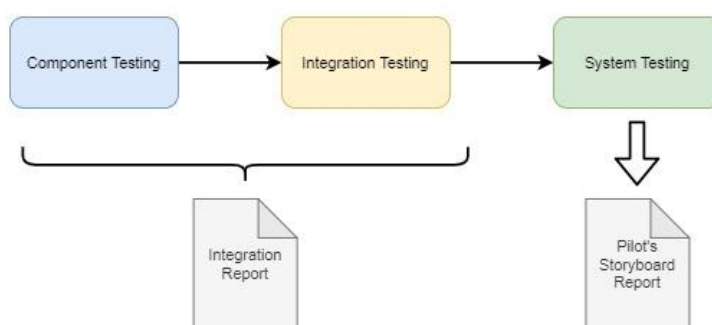 Component Testing
Integration Testing
System Testing
Integration
Report
Pilot's
Storyboard
Report